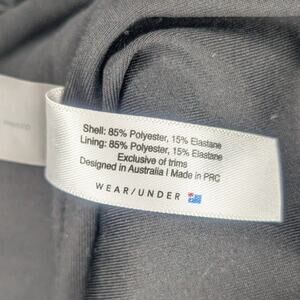 Shell: 85% Polyester, 15% Elastane
Lining: 85% Polyester, 15% Elastane
Exclusive of trims
Designed in Australia I Made in PRC
WEAR/UNDER